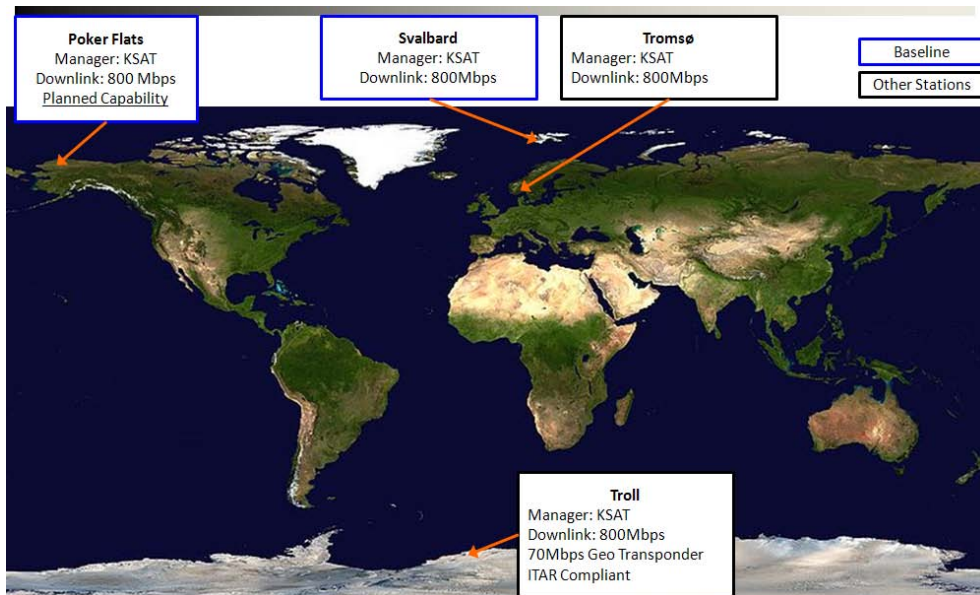 Poker Flats
Manager: KSAT
Downlink: 800 Mbps
Planned Capability
Svalbard
Manager: KSAT
Downlink: 800Mbps
Tromsø
Manager: KSAT
Downlink: 800Mbps
Baseline
Other Stations
Troll
Manager: KSAT
Downlink: 800Mbps
70Mbps Geo Transponder
ITAR Compliant